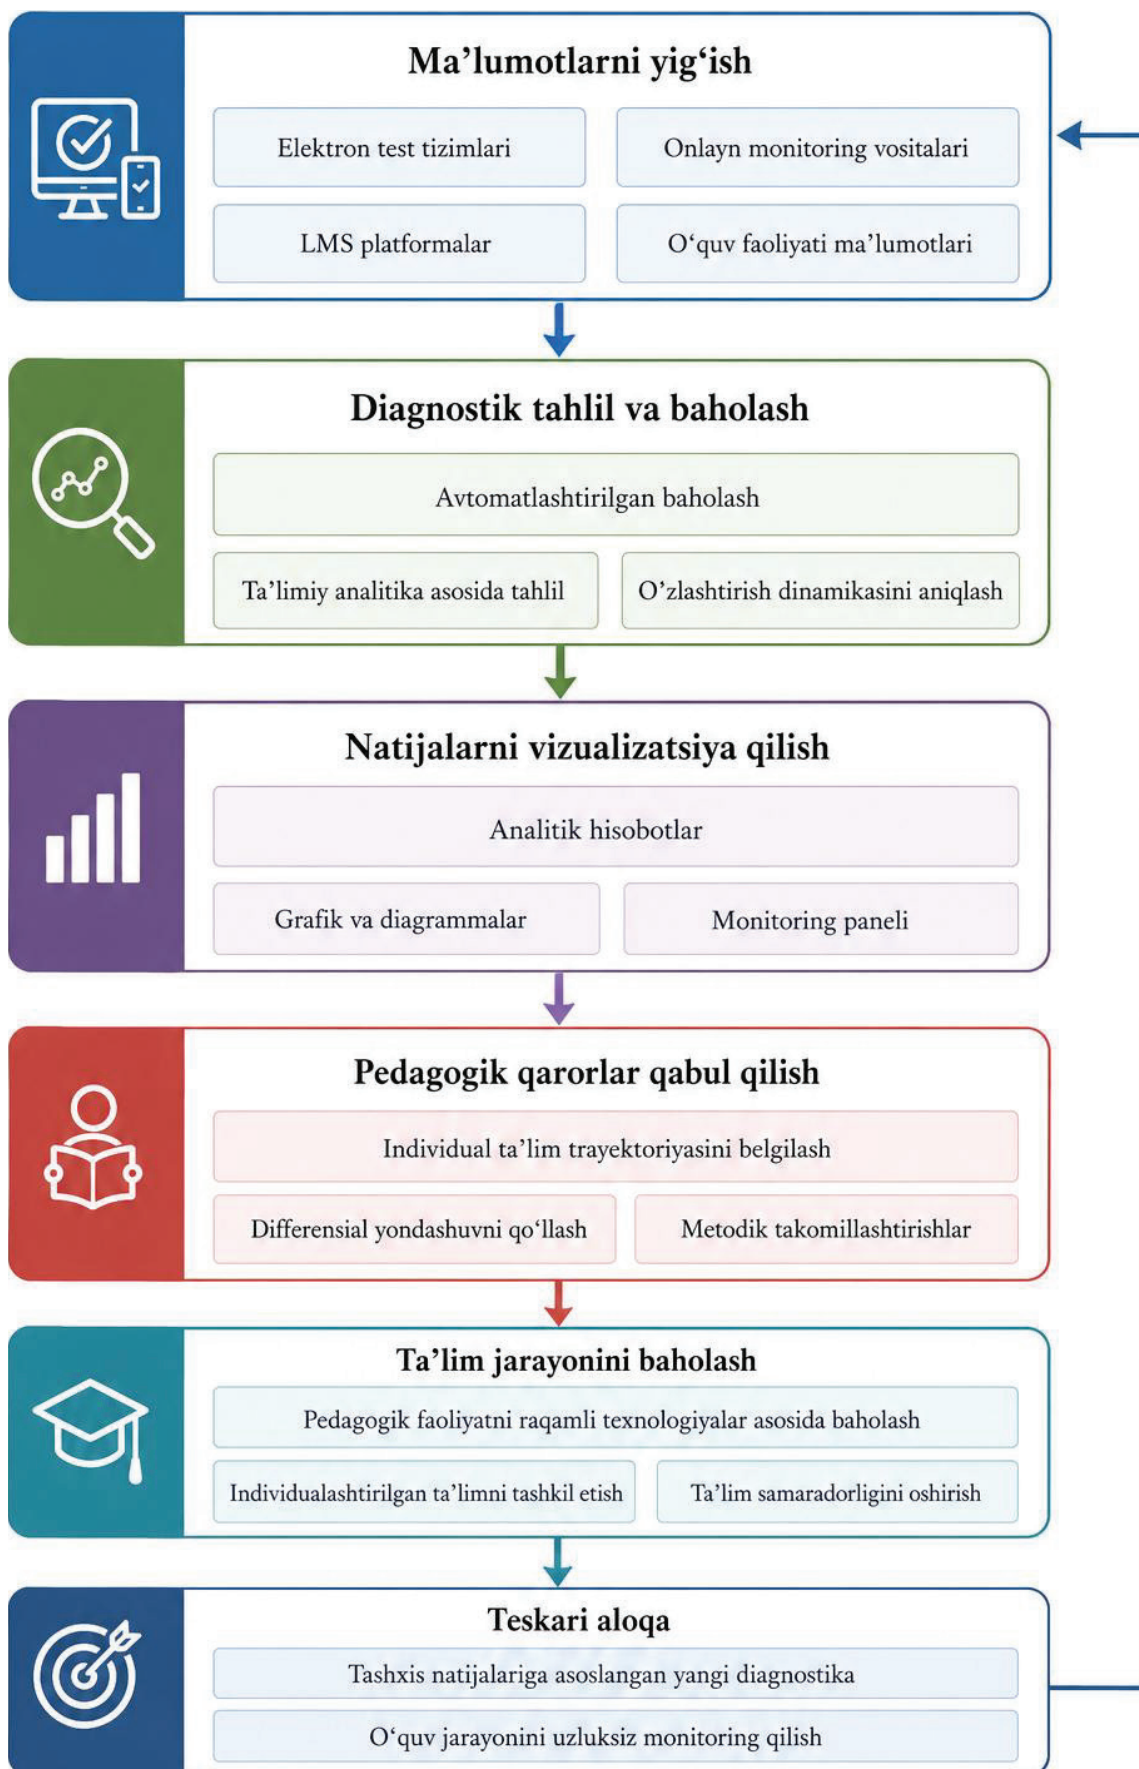 Ma’lumotlarni yig‘ish
Elektron test tizimlari
Onlayn monitoring vositalari
LMS platformalar
O‘quv faoliyati ma’lumotlari
Diagnostik tahlil va baholash
Avtomatlashtirilgan baholash
Ta’limiy analitika asosida tahlil
O’zlashtirish dinamikasini aniqlash
Natijalarni vizualizatsiya qilish
Analitik hisobotlar
Grafik va diagrammalar
Monitoring paneli
Pedagogik qarorlar qabul qilish
Individual ta’lim trayektoriyasini belgilash
Differensial yondashuvni qo‘llash
Metodik takomillashtirishlar
Ta’lim jarayonini baholash
Pedagogik faoliyatni raqamli texnologiyalar asosida baholash
Individualashtirilgan ta’limni tashkil etish
Ta’lim samaradorligini oshirish
Teskari aloqa
Tashxis natijalariga asoslangan yangi diagnostika
O‘quv jarayonini uzluksiz monitoring qilish